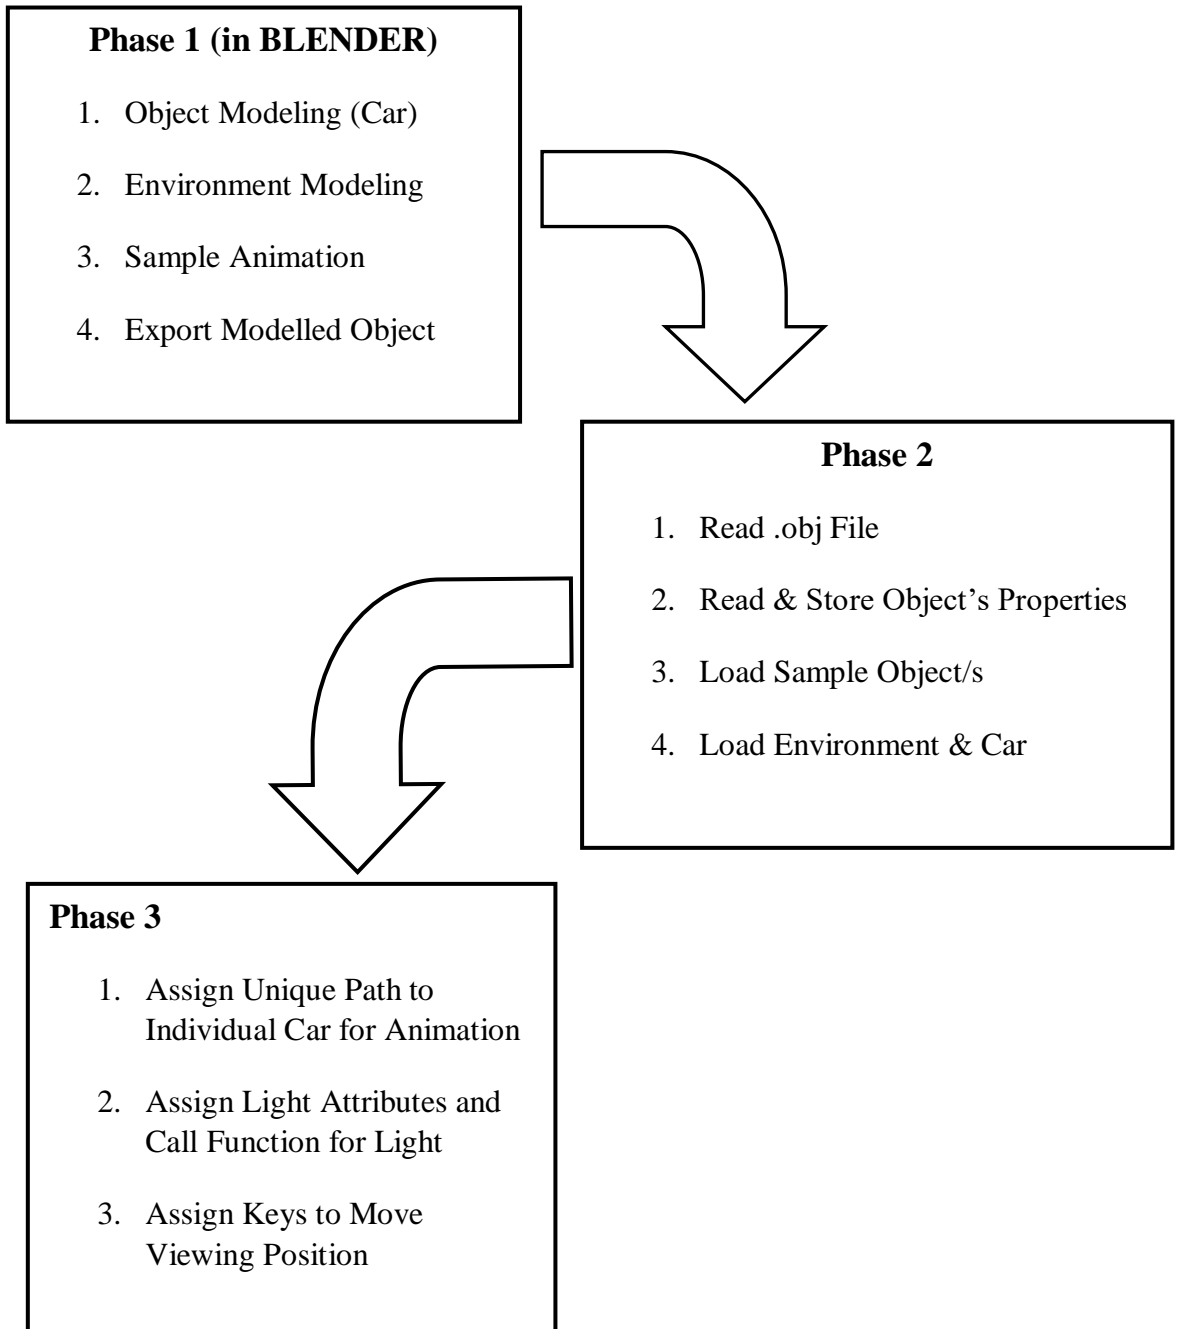 Phase 1 (in BLENDER)
1. Object Modeling (Car)
2. Environment Modeling
3. Sample Animation
4. Export Modelled Object
Phase 2
1. Read .obj File
2. Read & Store Object’s Properties
3. Load Sample Object/s
4. Load Environment & Car
Phase 3
1. Assign Unique Path to
Individual Car for Animation
2. Assign Light Attributes and
Call Function for Light
3. Assign Keys to Move
Viewing Position